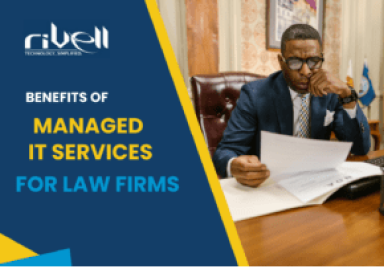 rivell
TECHNOLOGY. SIMPLIFIED.
BENEFITS OF
MANAGED
IT SERVICES
FOR LAW FIRMS